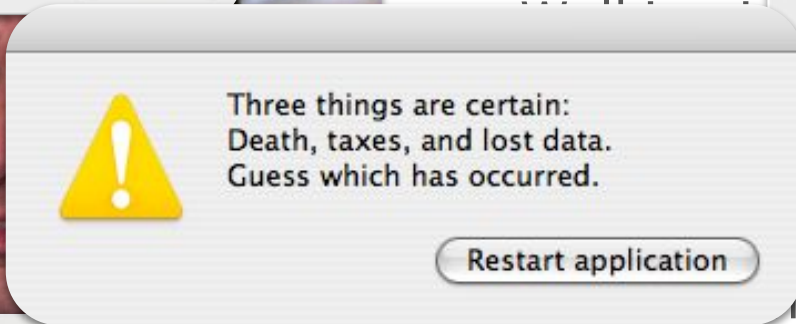 Three things are certain:
Death, taxes, and lost data.
Guess which has occurred.
Restart application